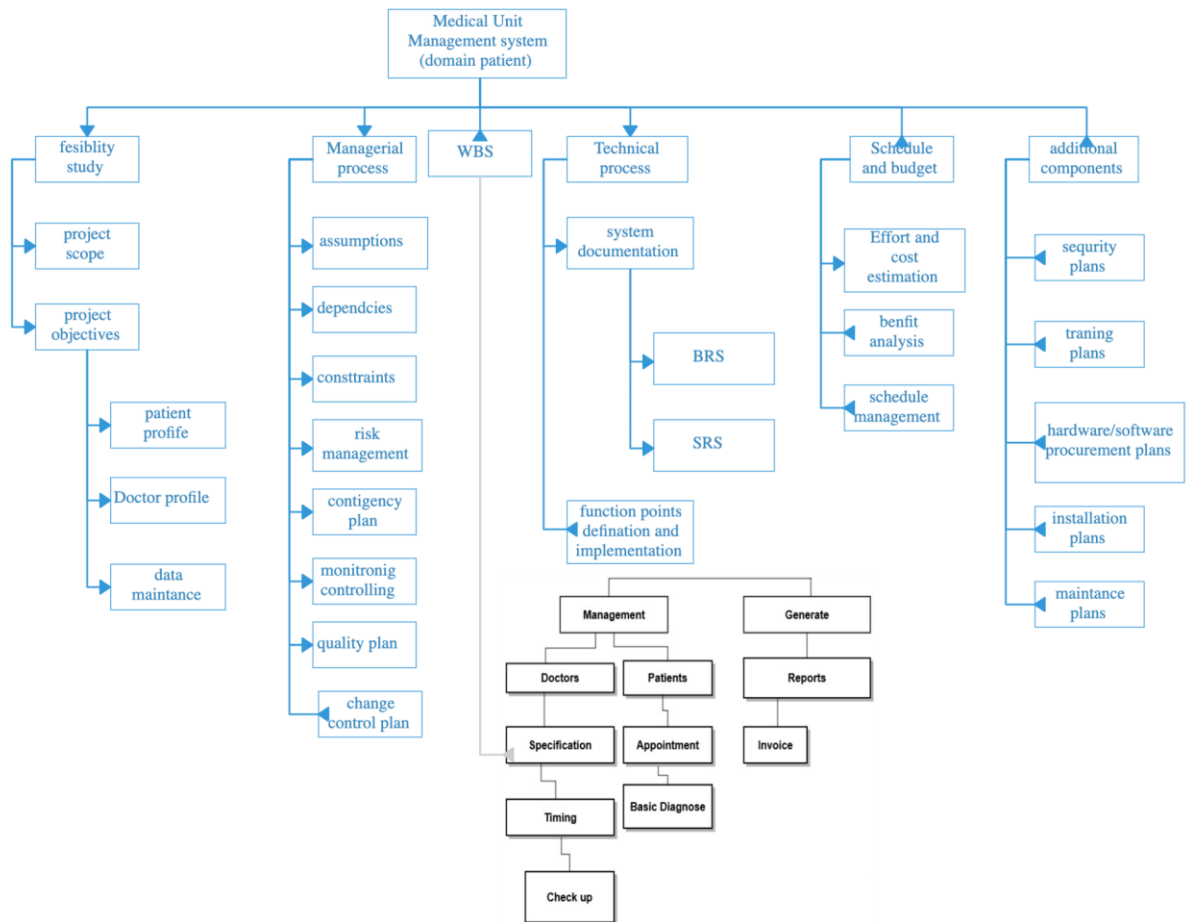 Medical Unit
Management system
(domain patient)
fesiblity
study
Managerial
process
WBS
Technical
process
Schedule
and budget
additional
components
project
scope
project
objectives
patient
profife
Doctor profile
data
maintance
assumptions
dependcies
consttraints
risk
management
contigency
plan
monitronig
controlling
quality plan
change
control plan
system
documentation
BRS
SRS
function points
defination and
implementation
Effort and
cost
estimation
benfit
analysis
schedule
management
sequrity
plans
traning
plans
hardware/software
procurement plans
installation
plans
maintance
plans
Management
Generate
Doctors
Patients
Reports
Specification
Appointment
Invoice
Timing
Basic Diagnose
Check up